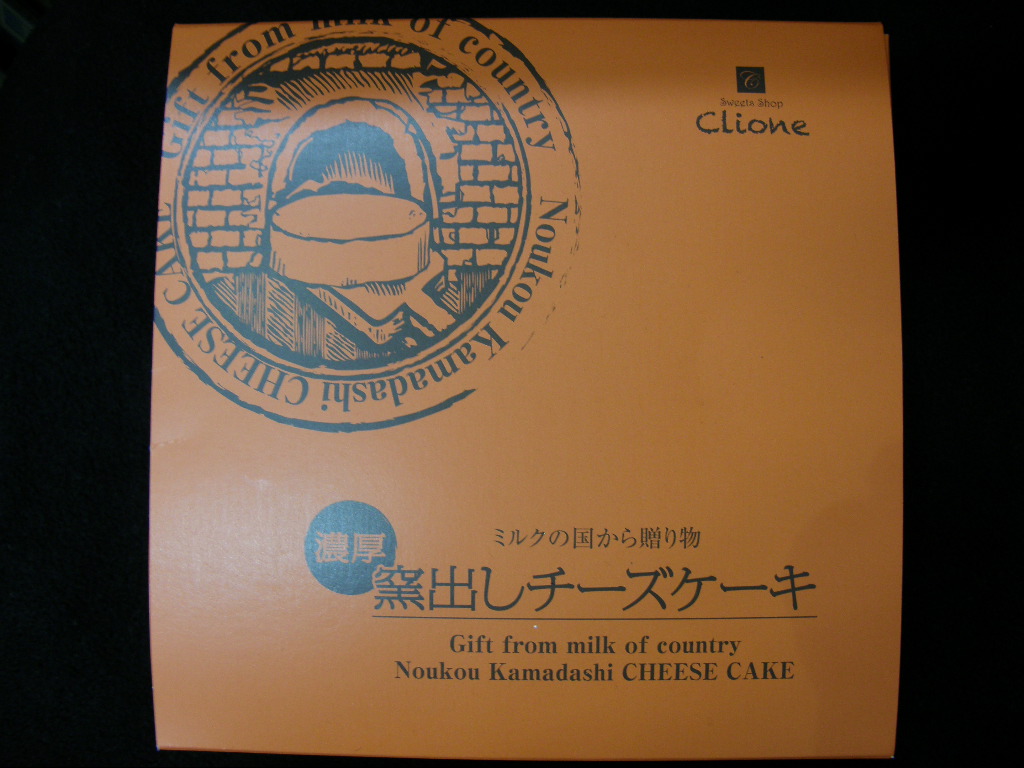 Gift from milk of country
Noukou Kamadashi CHEESE CAKE
C
Sweets Shop
Clione
濃厚
ミルクの国から贈り物
窯出しチーズケーキ
Gift from milk of country
Noukou Kamadashi CHEESE CAKE